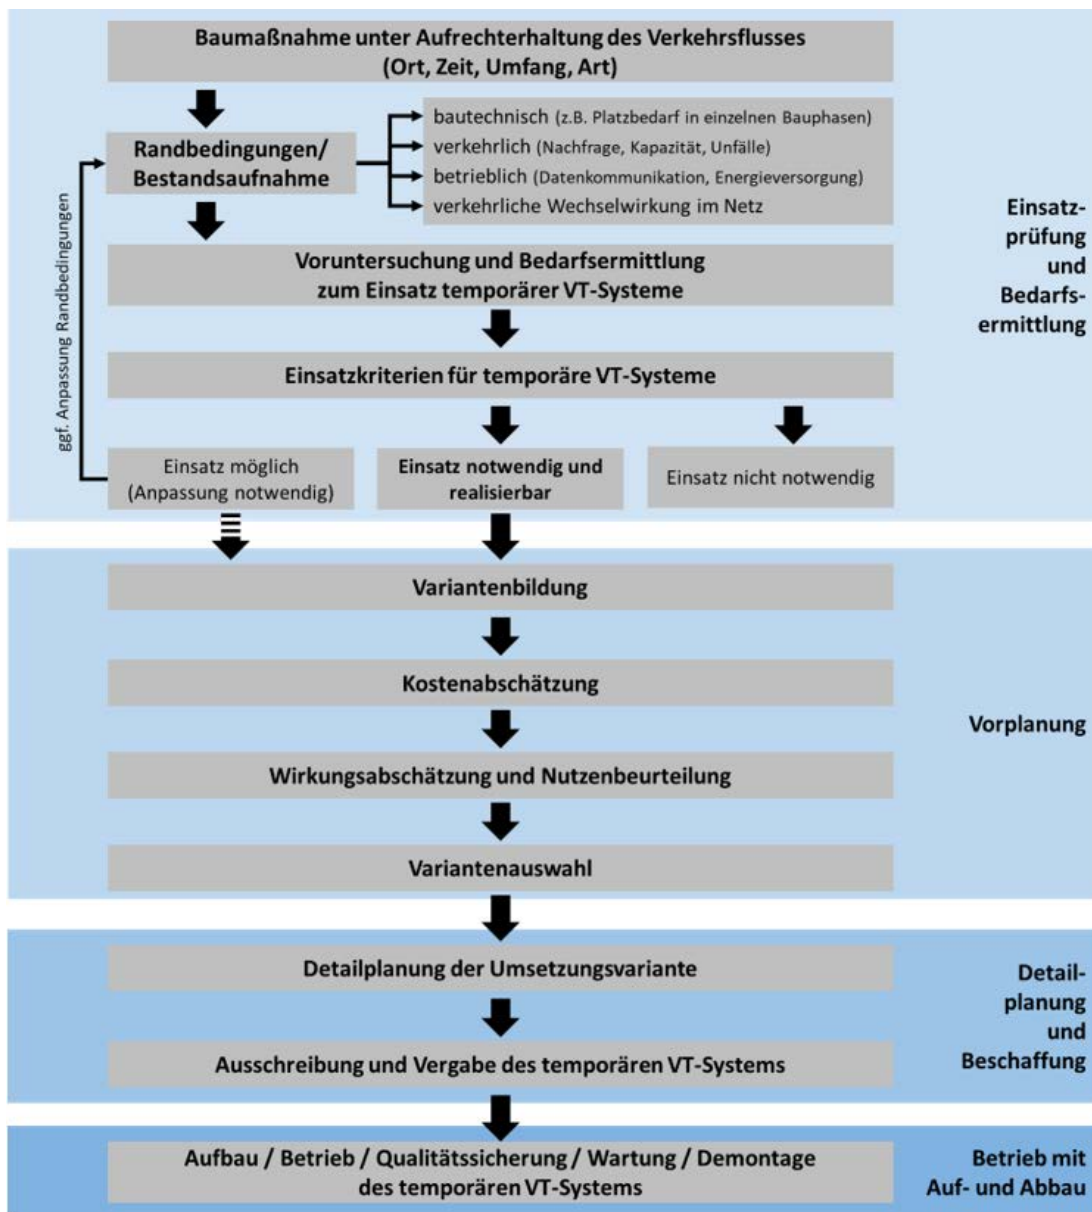 Baumaßnahme unter Aufrechterhaltung des Verkehrsflusses
(Ort, Zeit, Umfang, Art)
Randbedingungen/
Bestandsaufnahme
bautechnisch (z.B. Platzbedarf in einzelnen Bauphasen)
verkehrlich (Nachfrage, Kapazität, Unfälle)
betrieblich (Datenkommunikation, Energieversorgung)
verkehrliche Wechselwirkung im Netz
ggf. Anpassung Randbedingungen
Voruntersuchung und Bedarfsermittlung
zum Einsatz temporärer VT-Systeme
Einsatzkriterien für temporäre VT-Systeme
Einsatz möglich
(Anpassung notwendig)
Einsatz notwendig und
realisierbar
Einsatz nicht notwendig
Einsatz-
prüfung
und
Bedarfs-
ermittlung
Variantenbildung
Kostenabschätzung
Wirkungsabschätzung und Nutzenbeurteilung
Variantenauswahl
Vorplanung
Detailplanung der Umsetzungsvariante
Ausschreibung und Vergabe des temporären VT-Systems
Detail-
planung
und
Beschaffung
Aufbau / Betrieb / Qualitätssicherung / Wartung / Demontage
des temporären VT-Systems
Betrieb mit
Auf- und Abbau